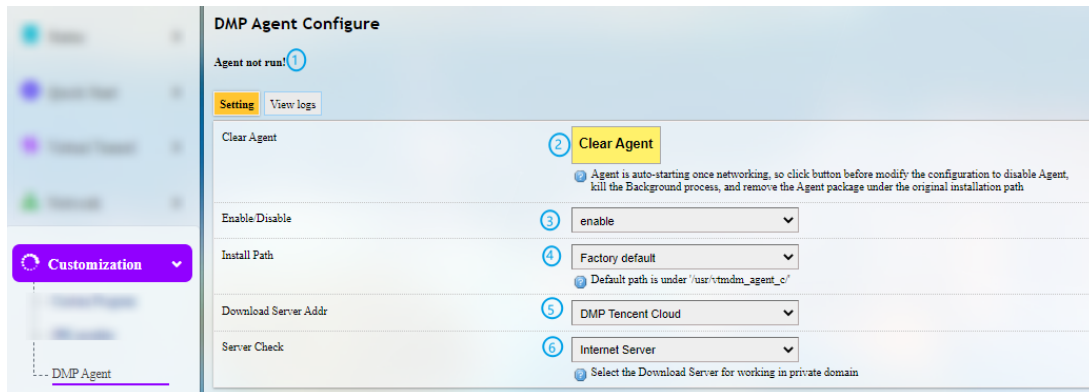 DMP Agent Configure
Agent not run! 1
Setting View logs
Clear Agent 2 Clear Agent
Agent is auto-starting once networking, so click button before modify the configuration to disable Agent,
kill the Background process, and remove the Agent package under the original installation path
Enable/Disable 3 enable
Install Path 4 Factory default
Default path is under '/usr/vtmdm_agent_c/'
Download Server Addr 5 DMP Tencent Cloud
Server Check 6 Internet Server
Select the Download Server for working in private domain
Customization
DMP Agent